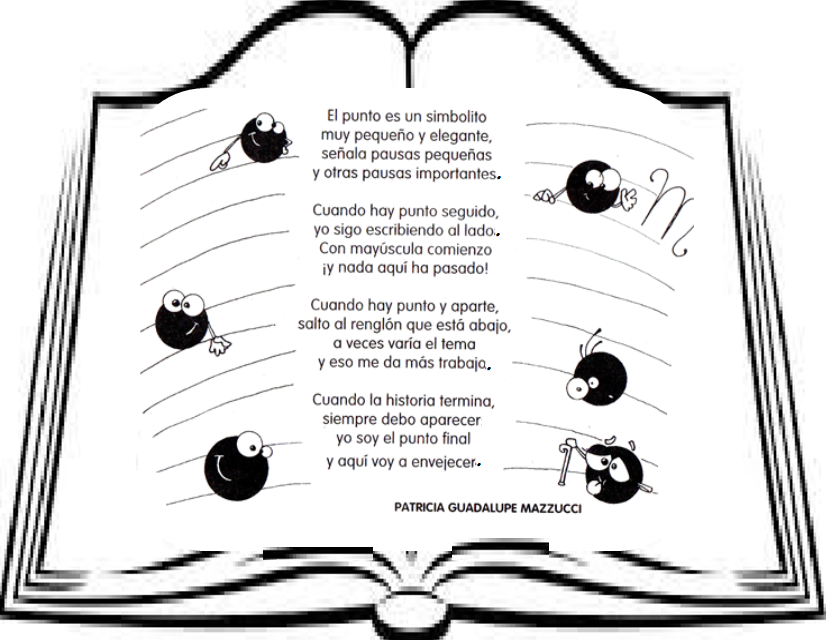 El punto es un simbolito
muy pequeño y elegante,
señala pausas pequeñas
y otras pausas importantes.
Cuando hay punto seguido,
yo sigo escribiendo al lado.
Con mayúscula comienzo
¡y nada aquí ha pasado!
Cuando hay punto y aparte,
salto al renglón que está abajo,
a veces varía el tema
y eso me da más trabajo.
Cuando la historia termina,
siempre debo aparecer
yo soy el punto final
y aquí voy a envejecer.
PATRICIA GUADALUPE MAZZUCCI
M